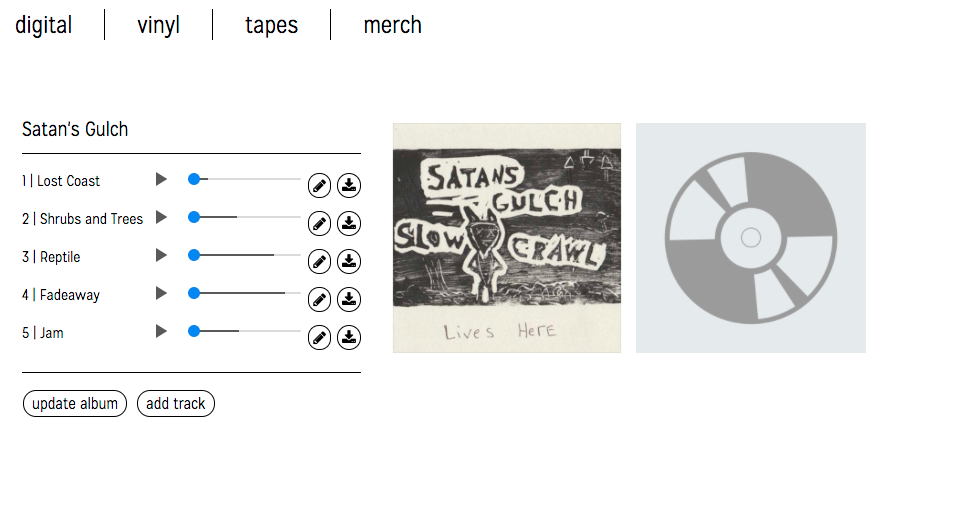 digital | vinyl | tapes | merch
Satan's Gulch
1 | Lost Coast
2 | Shrubs and Trees
3 | Reptile
4 | Fadeaway
5 | Jam
update album add track
SATANS
GULCH
SLOW CRAWL
Lives Here